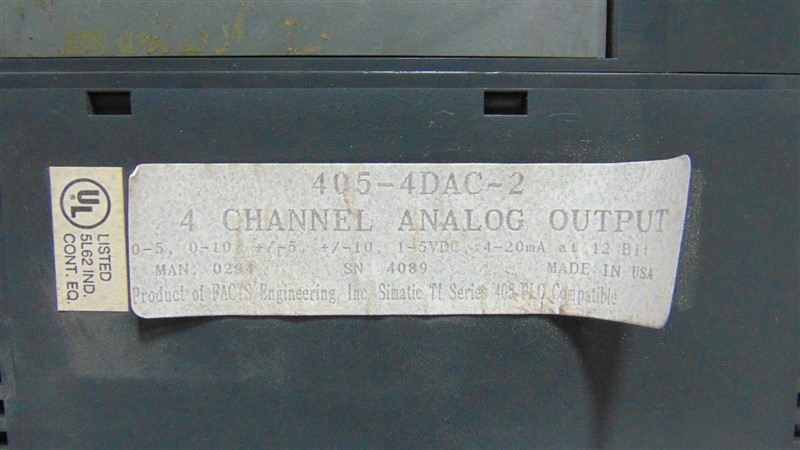 405-4DAC-2
4 CHANNEL ANALOG OUTPUT
0-5, 0-10, +/-5, +/-10, 1-5VDC, 4-20mA at 12 Bit
MAN. 0294 SN 4089 MADE IN USA
Product of FACTS Engineering, Inc Simatic TI Series 405 PLC Compatible
UL
LISTED
5L62 IND.
CONT. EQ.